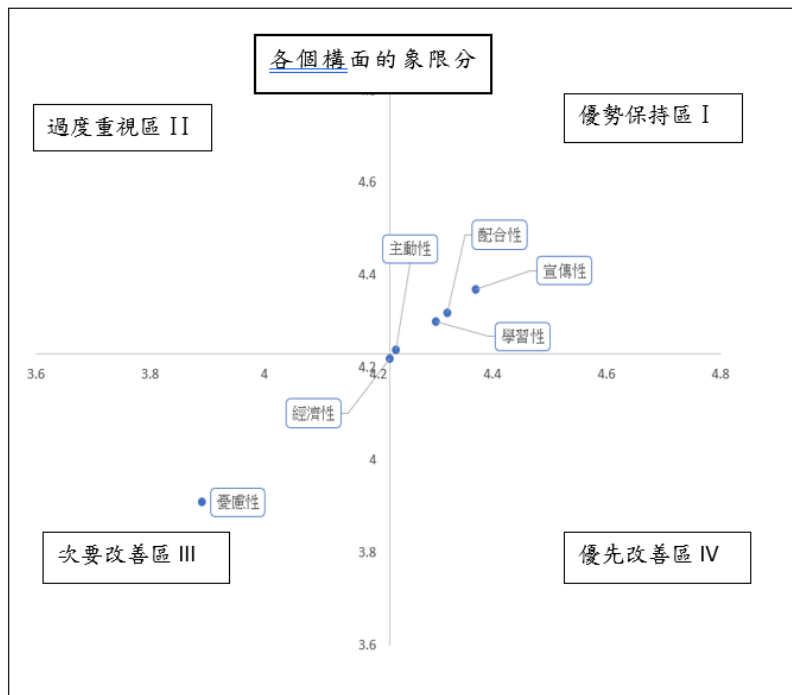 各個構面的象限分
過度重視區 II
優勢保持區 I
4.6
配合性
主動性
宣傳性
4.4
學習性
3.6
3.8
4
4.2
4.2
4.4
4.6
4.8
經濟性
4
憂慮性
次要改善區 III
優先改善區 IV
3.8
3.6